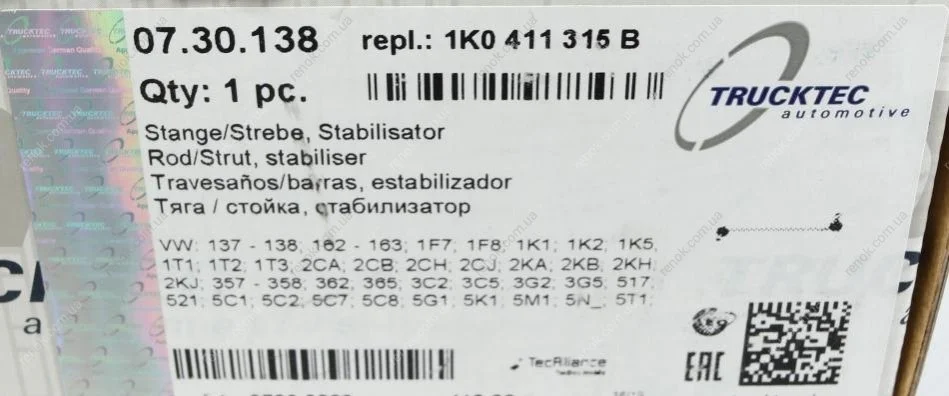 07.30.138 repl.: 1K0 411 315 B
Qty: 1 pc.
TRUCKTEC
automotive
Stange/Strebe, Stabilisator
Rod/Strut, stabiliser
Travesaños/barras, estabilizador
Тяга / стойка, стабилизатор
VW: 137 - 138; 162 - 163; 1F7; 1F8; 1K1; 1K2; 1K5;
1T1; 1T2; 1T3; 2CA; 2CB; 2CH; 2CJ; 2KA; 2KB; 2KH;
2KJ; 357 - 358; 362; 365; 3C2; 3C5; 3G2; 3G5; 517;
521; 5C1; 5C2; 5C7; 5C8; 5G1; 5K1; 5M1; 5N_; 5T1;
TecAlliance
EAC
renok.com.ua